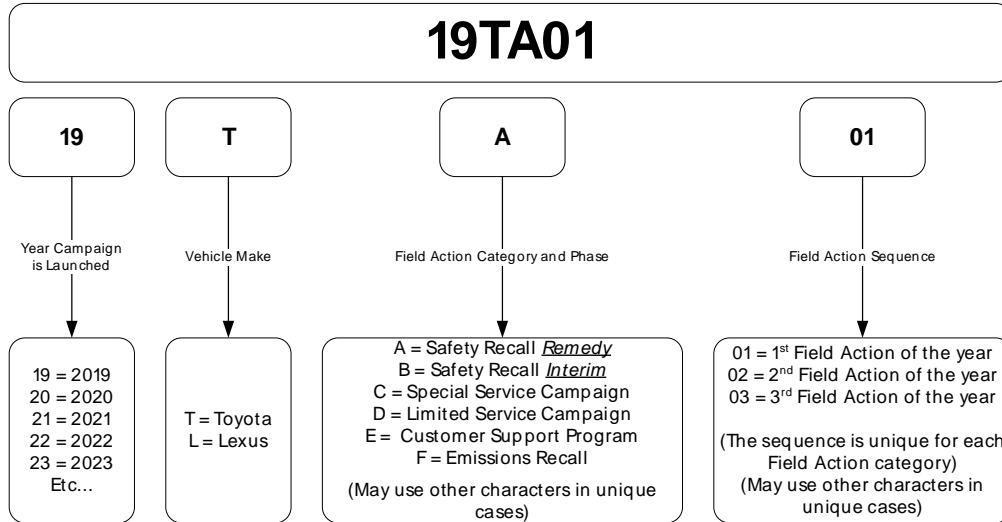 19TA01
19
T
A
01
Year Campaign
is Launched
Vehicle Make
Field Action Category and Phase
Field Action Sequence
19 = 2019
20 = 2020
21 = 2021
22 = 2022
23 = 2023
Etc...
T = Toyota
L = Lexus
A = Safety Recall Remedy
B = Safety Recall Interim
C = Special Service Campaign
D = Limited Service Campaign
E = Customer Support Program
F = Emissions Recall
(May use other characters in unique
cases)
01 = 1st Field Action of the year
02 = 2nd Field Action of the year
03 = 3rd Field Action of the year
(The sequence is unique for each
Field Action category)
(May use other characters in
unique cases)